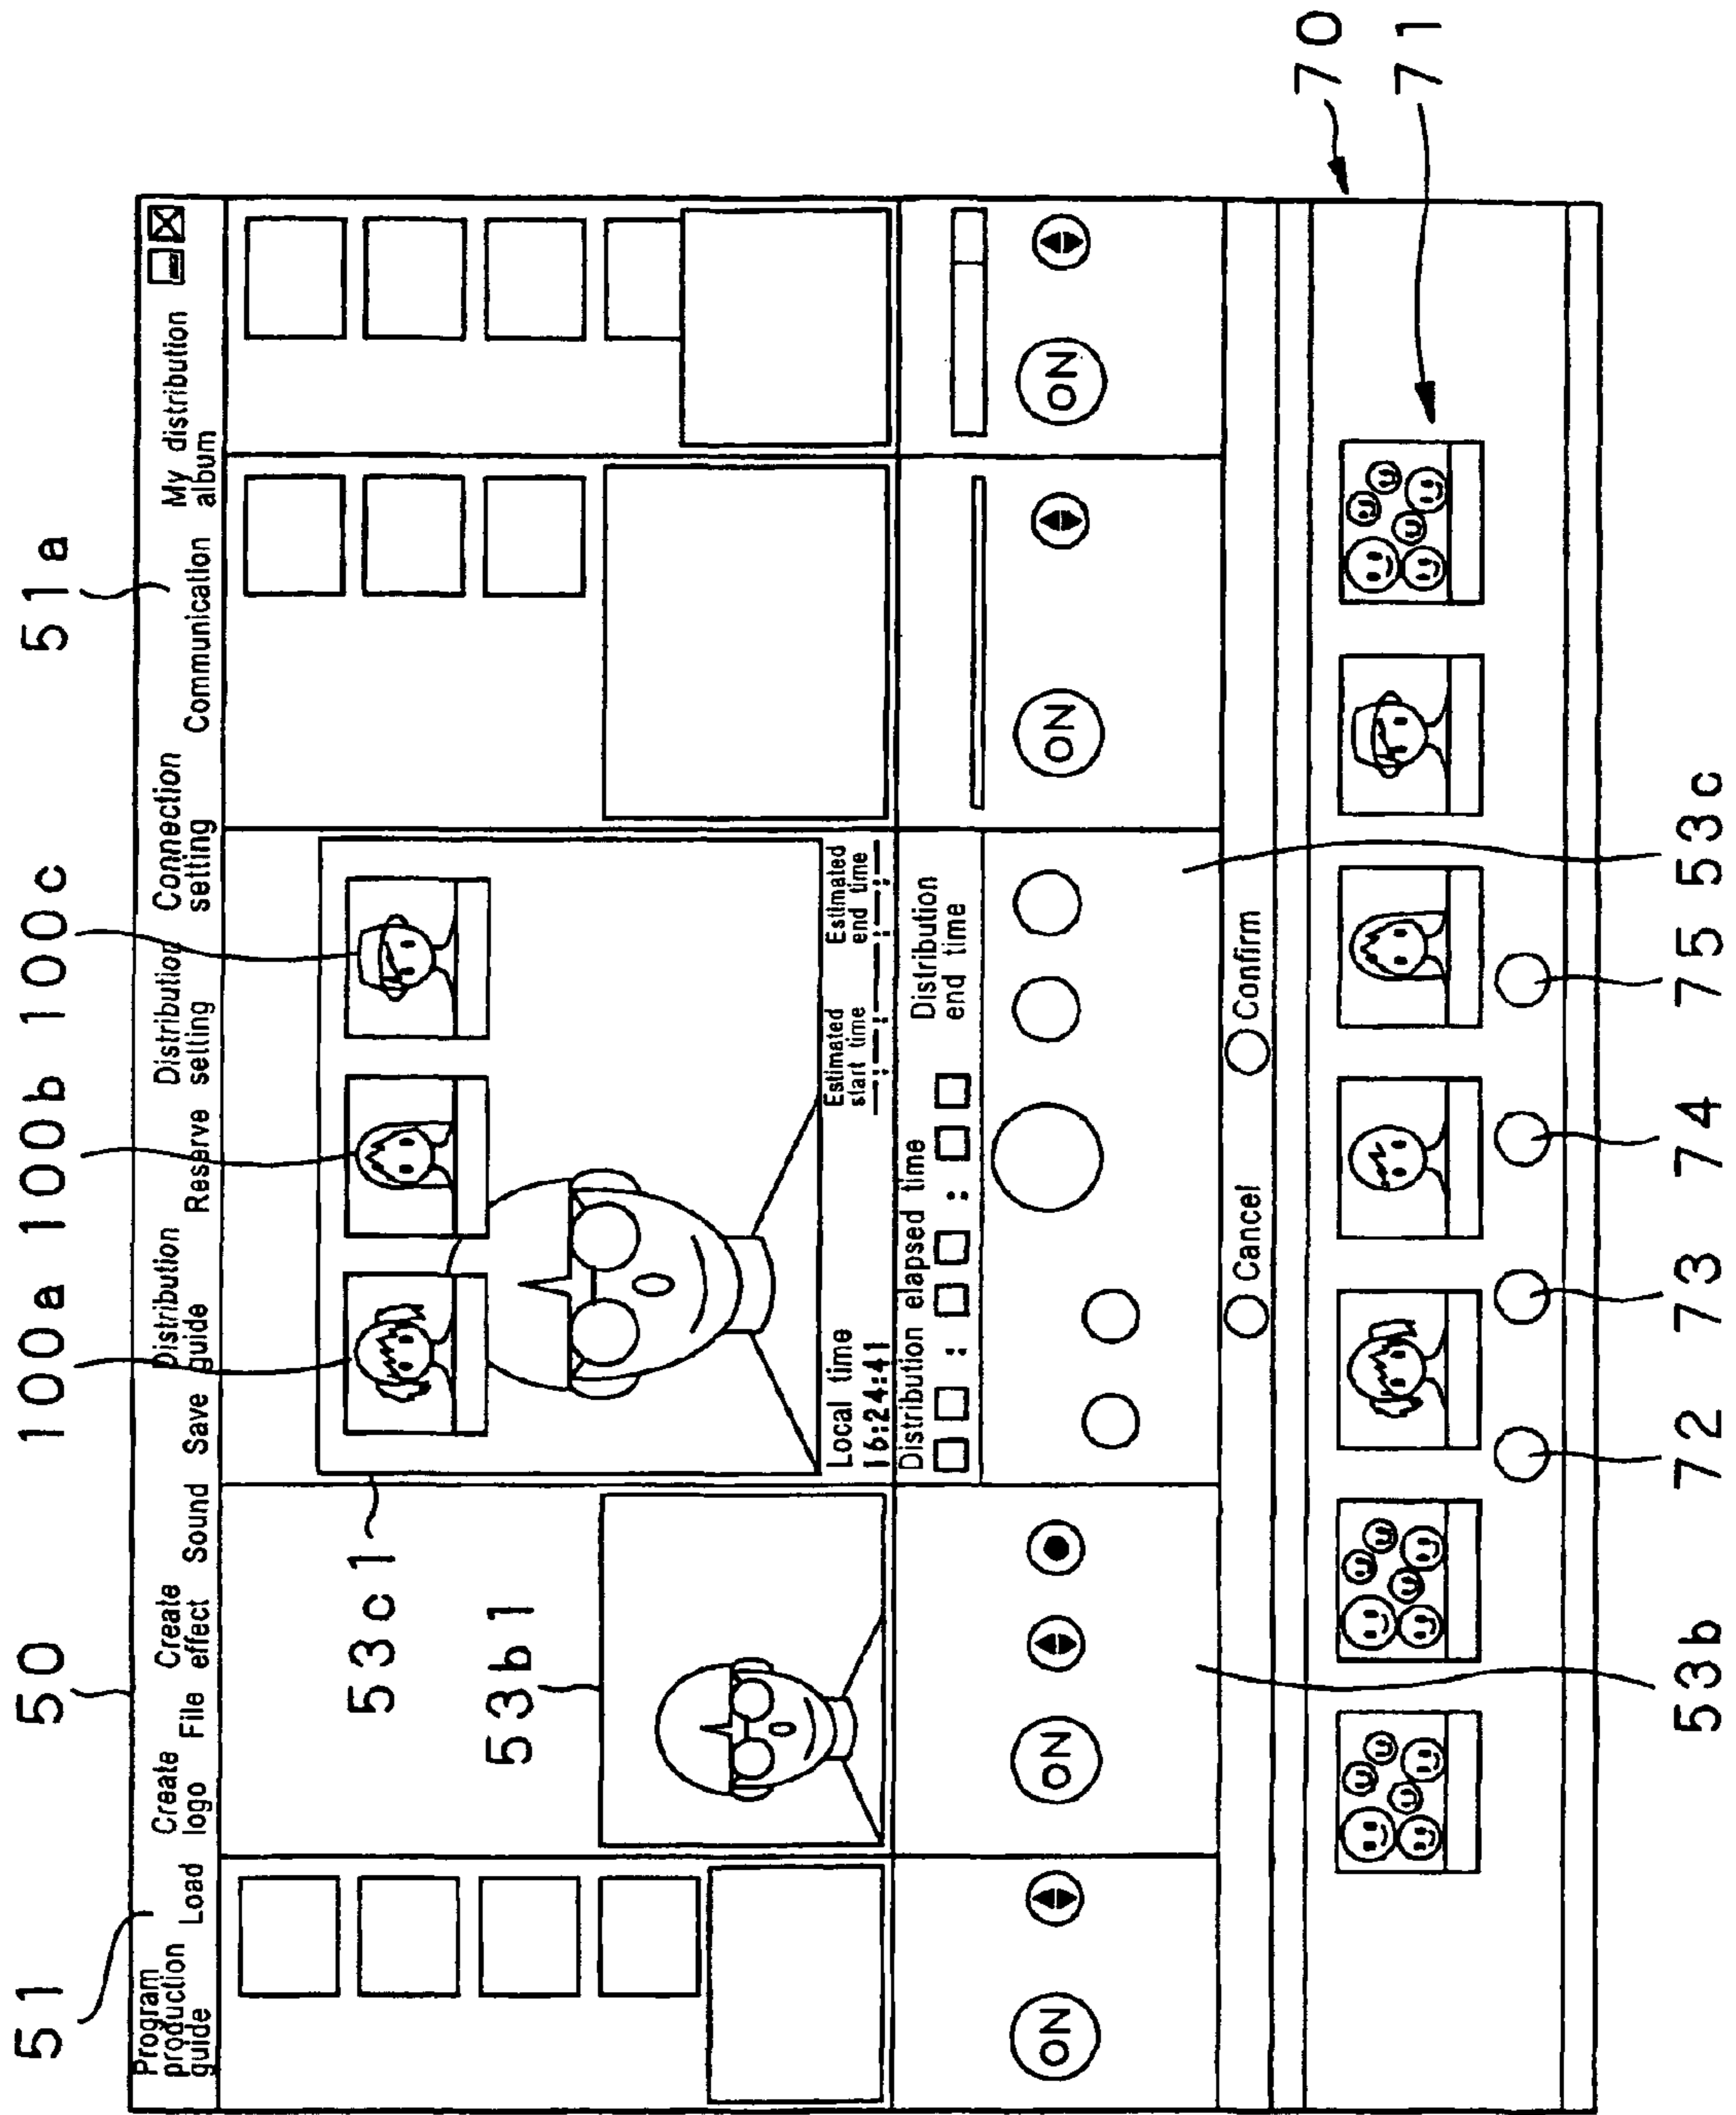 51
50
100a 100b 100c
51a
Program
production
guide
Load
Create
logo
File
Create
effect
Sound
Save
Distribution
guide
Reserve
Distribution
selling
Connection
setting
Communication
My distribution
album
53c1
53b1
Local time
16:24:41
Estimated
start time
--:--:--
Estimated
end time
--:--:--
Distribution elapsed time
: :
Distribution
end time
ON
ON
ON
ON
Cancel
Confirm
70
71
53b
72
73
74
75
53c